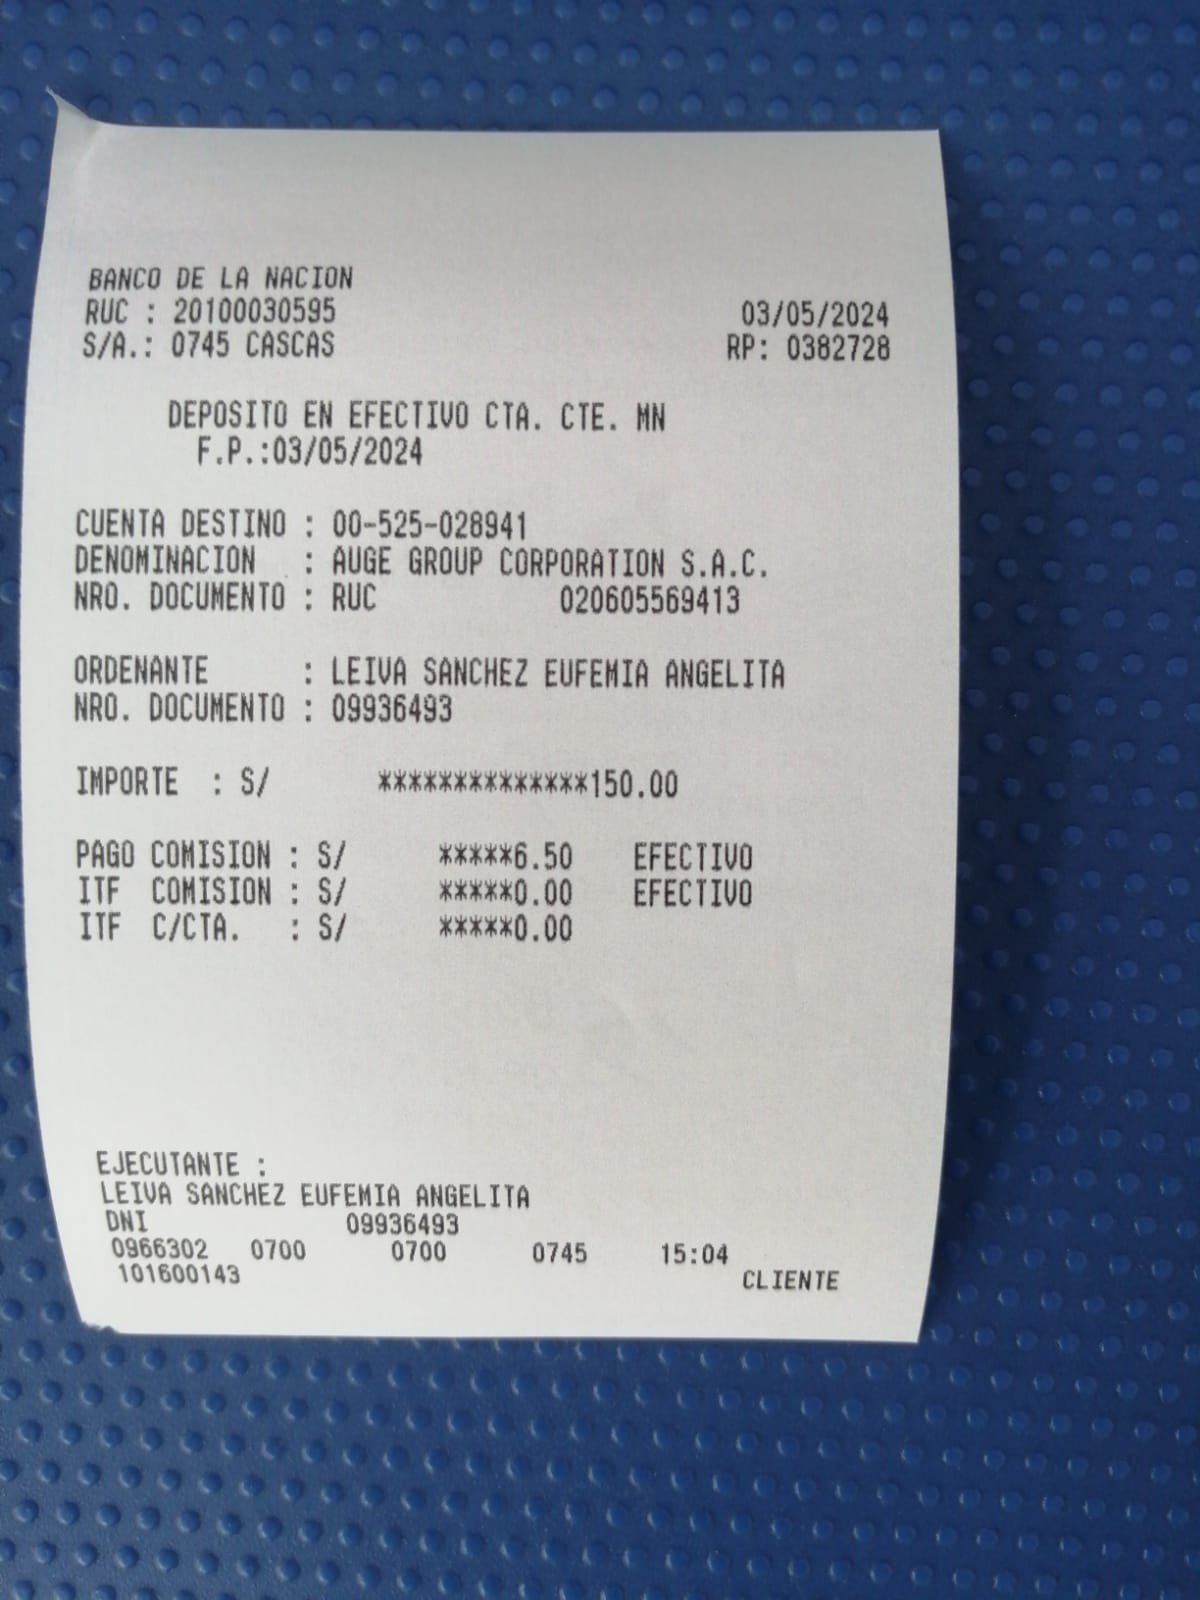 BANCO DE LA NACION
RUC : 20100030595 03/05/2024
S/A.: 0745 CASCAS RP: 0382728
DEPOSITO EN EFECTIVO CTA. CTE. MN
F.P.:03/05/2024
CUENTA DESTINO : 00-525-028941
DENOMINACION : AUGE GROUP CORPORATION S.A.C.
NRO. DOCUMENTO : RUC 020605569413
ORDENANTE : LEIVA SANCHEZ EUFEMIA ANGELITA
NRO. DOCUMENTO : 09936493
IMPORTE : S/ **************150.00
PAGO COMISION : S/ *****6.50 EFECTIVO
ITF COMISION : S/ *****0.00 EFECTIVO
ITF C/CTA. : S/ *****0.00
EJECUTANTE :
LEIVA SANCHEZ EUFEMIA ANGELITA
DNI 09936493
0966302 0700 0700 0745 15:04
101600143 CLIENTE